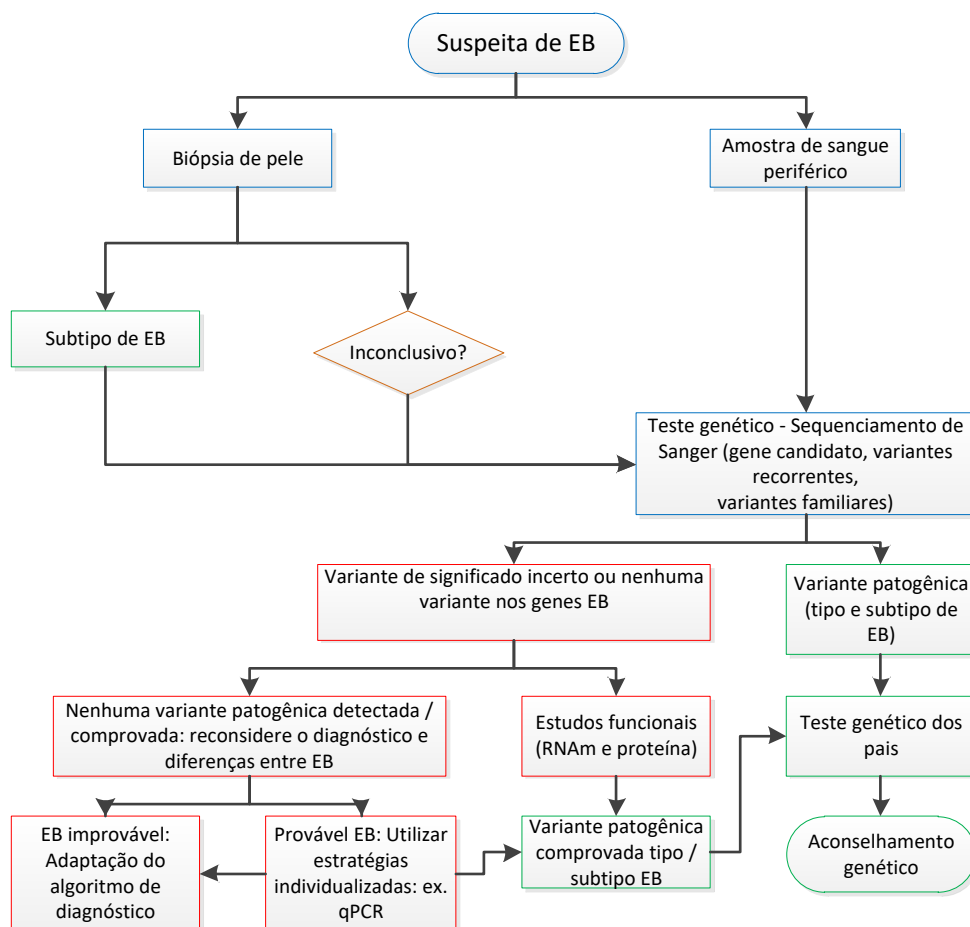 Suspeita de EB
Biópsia de pele
Amostra de sangue
periférico
Subtipo de EB
Inconclusivo?
Teste genético - Sequenciamento de
Sanger (gene candidato, variantes
recorrentes,
variantes familiares)
Variante de significado incerto ou nenhuma
variante nos genes EB
Variante
patogênica
(tipo e subtipo de
EB)
Nenhuma variante patogênica detectada /
comprovada: reconsidere o diagnóstico e
diferenças entre EB
Estudos funcionais
(RNAm e proteína)
Teste genético dos
pais
EB improvável:
Adaptação do
algoritmo de
diagnóstico
Provável EB: Utilizar
estratégias
individualizadas: ex.
qPCR
Variante patogênica
comprovada tipo /
subtipo EB
Aconselhamento
genético